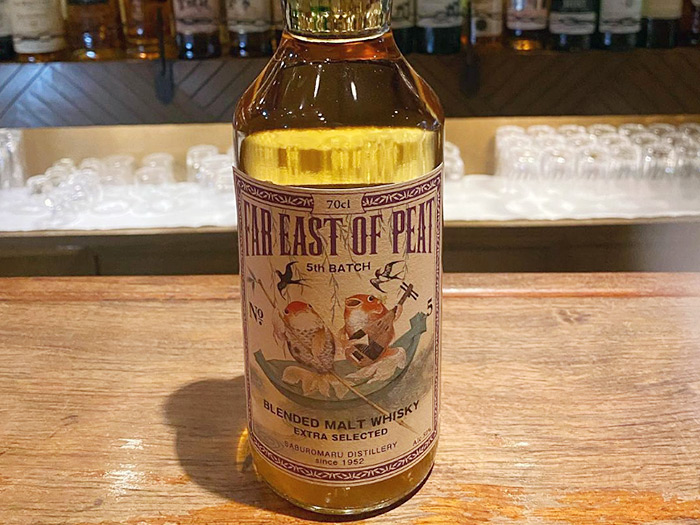 70cl
FAR EAST OF PEAT
5th BATCH
No 5
BLENDED MALT WHISKY
EXTRA SELECTED
SABUROMARU DISTILLERY
since 1952